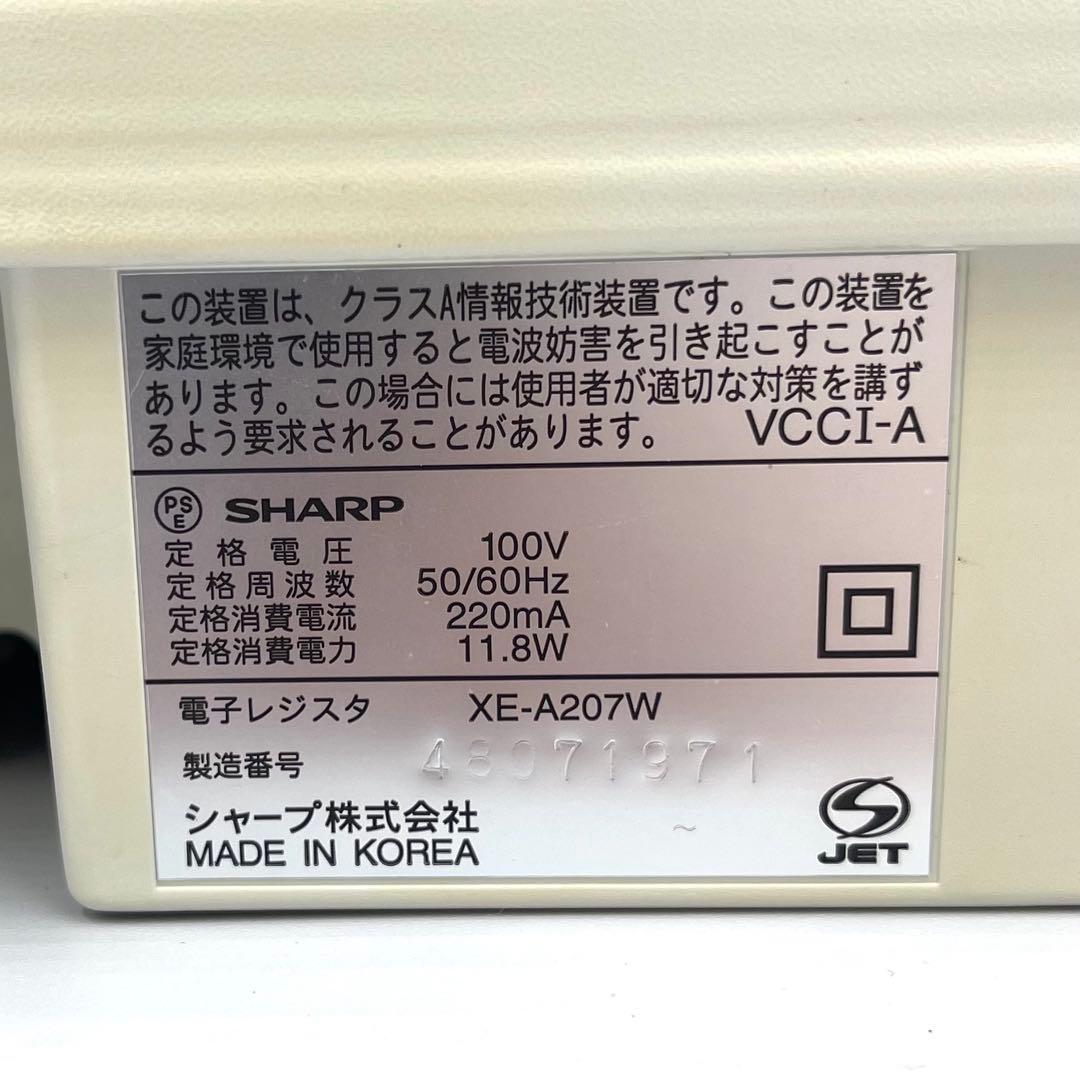 この装置は、クラスA情報技術装置です。この装置を
家庭環境で使用すると電波妨害を引き起こすことが
あります。この場合には使用者が適切な対策を講ず
るよう要求されることがあります。 VCCI-A
PSE SHARP
定格電圧 100V
定格周波数 50/60Hz
定格消費電流 220mA
定格消費電力 11.8W
電子レジスタ XE-A207W
製造番号 48071971
シャープ株式会社
MADE IN KOREA
S JET